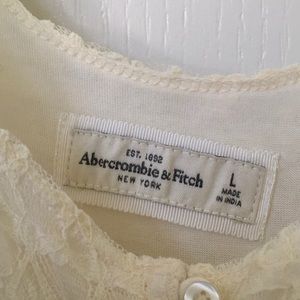 EST. 1892
Abercrombie & Fitch
NEW YORK
L
MADE
IN INDIA